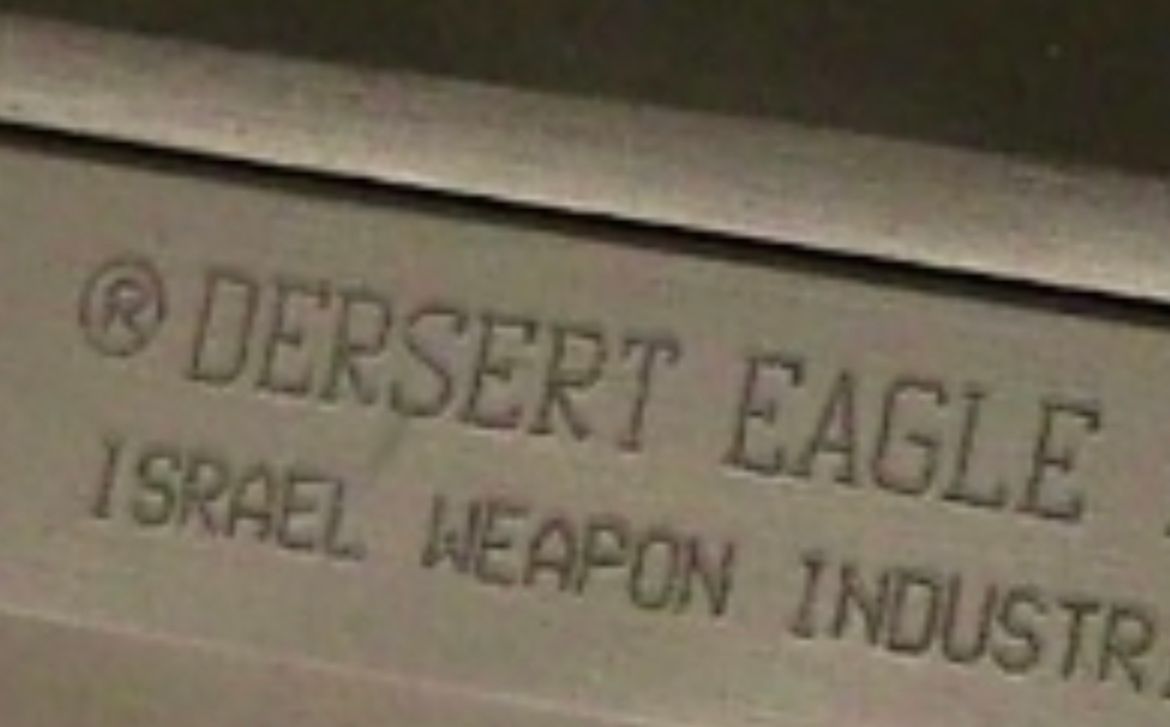 ® DERSERT EAGLE
ISRAEL WEAPON INDUSTR